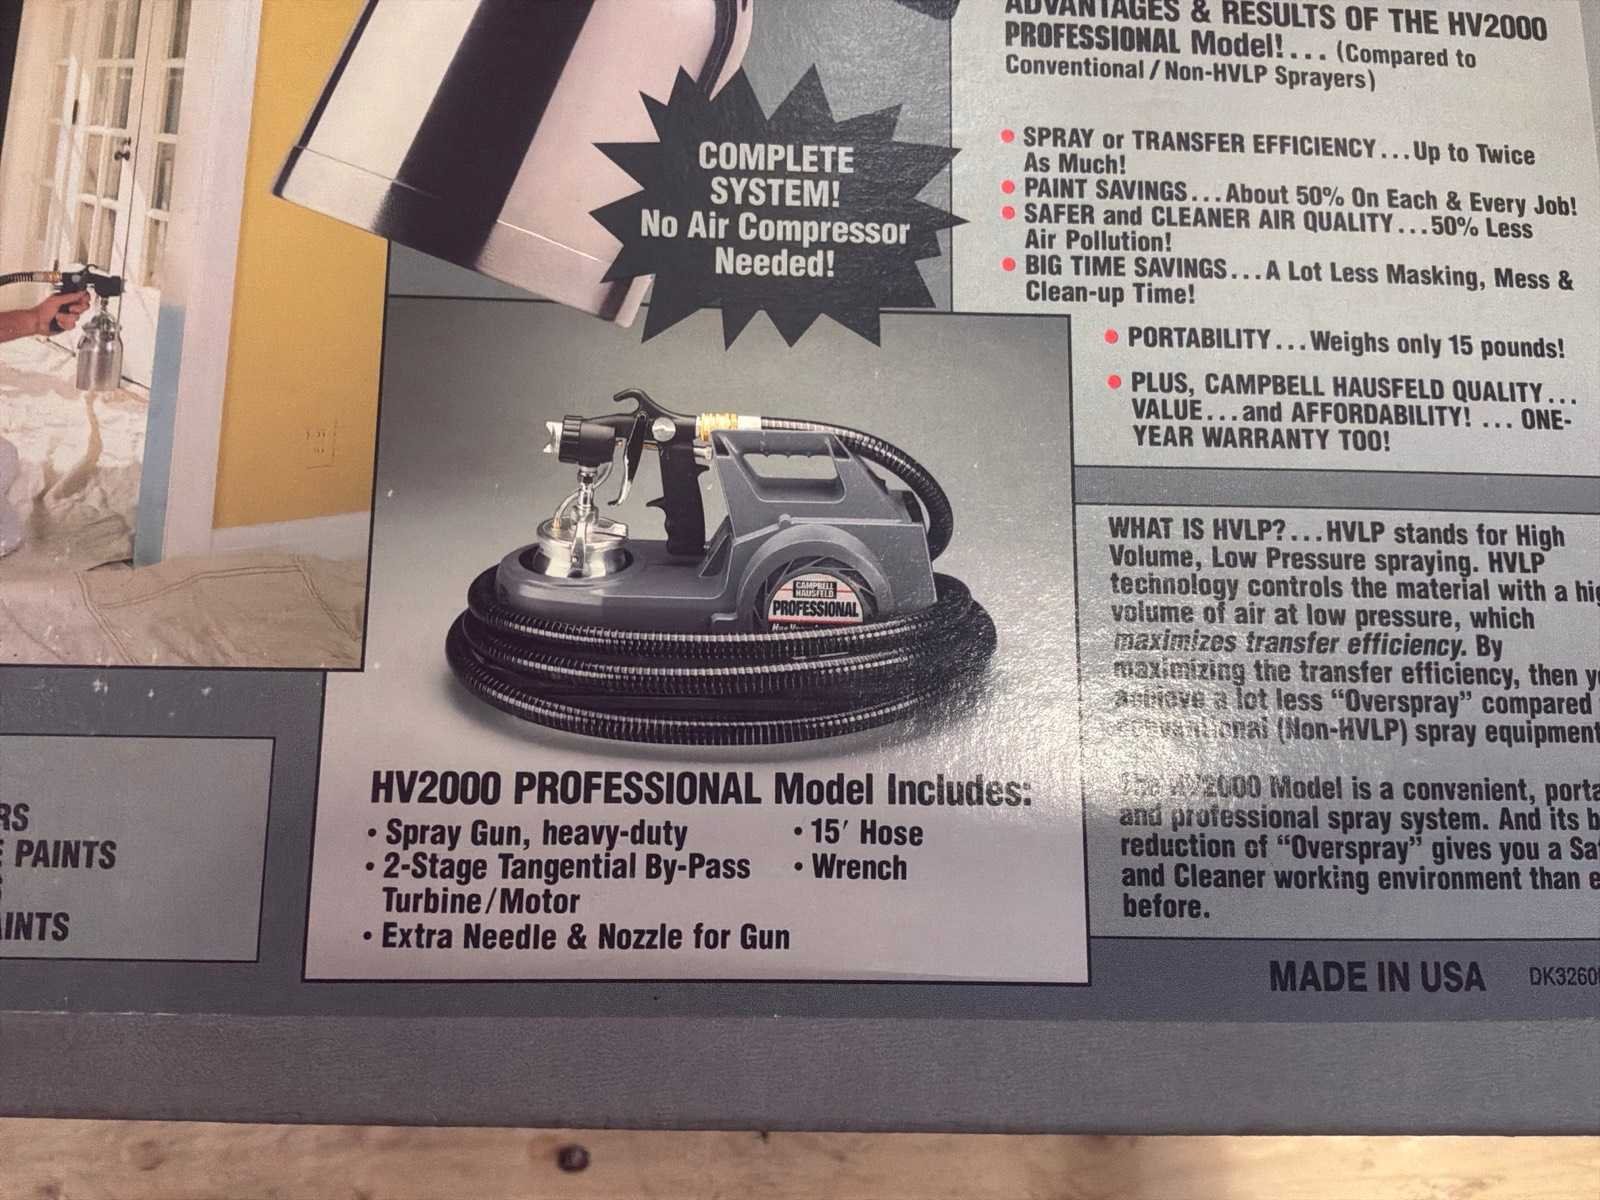 ADVANTAGES & RESULTS OF THE HV2000
PROFESSIONAL Model!... (Compared to
Conventional / Non-HVLP Sprayers)
• SPRAY or TRANSFER EFFICIENCY...Up to Twice
As Much!
• PAINT SAVINGS...About 50% On Each & Every Job!
• SAFER and CLEANER AIR QUALITY...50% Less
Air Pollution!
• BIG TIME SAVINGS...A Lot Less Masking, Mess &
Clean-up Time!
• PORTABILITY...Weighs only 15 pounds!
• PLUS, CAMPBELL HAUSFELD QUALITY...
VALUE...and AFFORDABILITY! ... ONE-
YEAR WARRANTY TOO!
COMPLETE
SYSTEM!
No Air Compressor
Needed!
CAMPBELL
HAUSFELD
PROFESSIONAL
WHAT IS HVLP?...HVLP stands for High
Volume, Low Pressure spraying. HVLP
technology controls the material with a hig
volume of air at low pressure, which
maximizes transfer efficiency. By
maximizing the transfer efficiency, then y
achieve a lot less “Overspray” compared
conventional (Non-HVLP) spray equipment
The HV2000 Model is a convenient, porta
and professional spray system. And its b
reduction of “Overspray” gives you a Sa
and Cleaner working environment than e
before.
HV2000 PROFESSIONAL Model Includes:
• Spray Gun, heavy-duty
• 2-Stage Tangential By-Pass
Turbine / Motor
• Extra Needle & Nozzle for Gun
• 15′ Hose
• Wrench
RS
PAINTS
AINTS
MADE IN USA DK3260